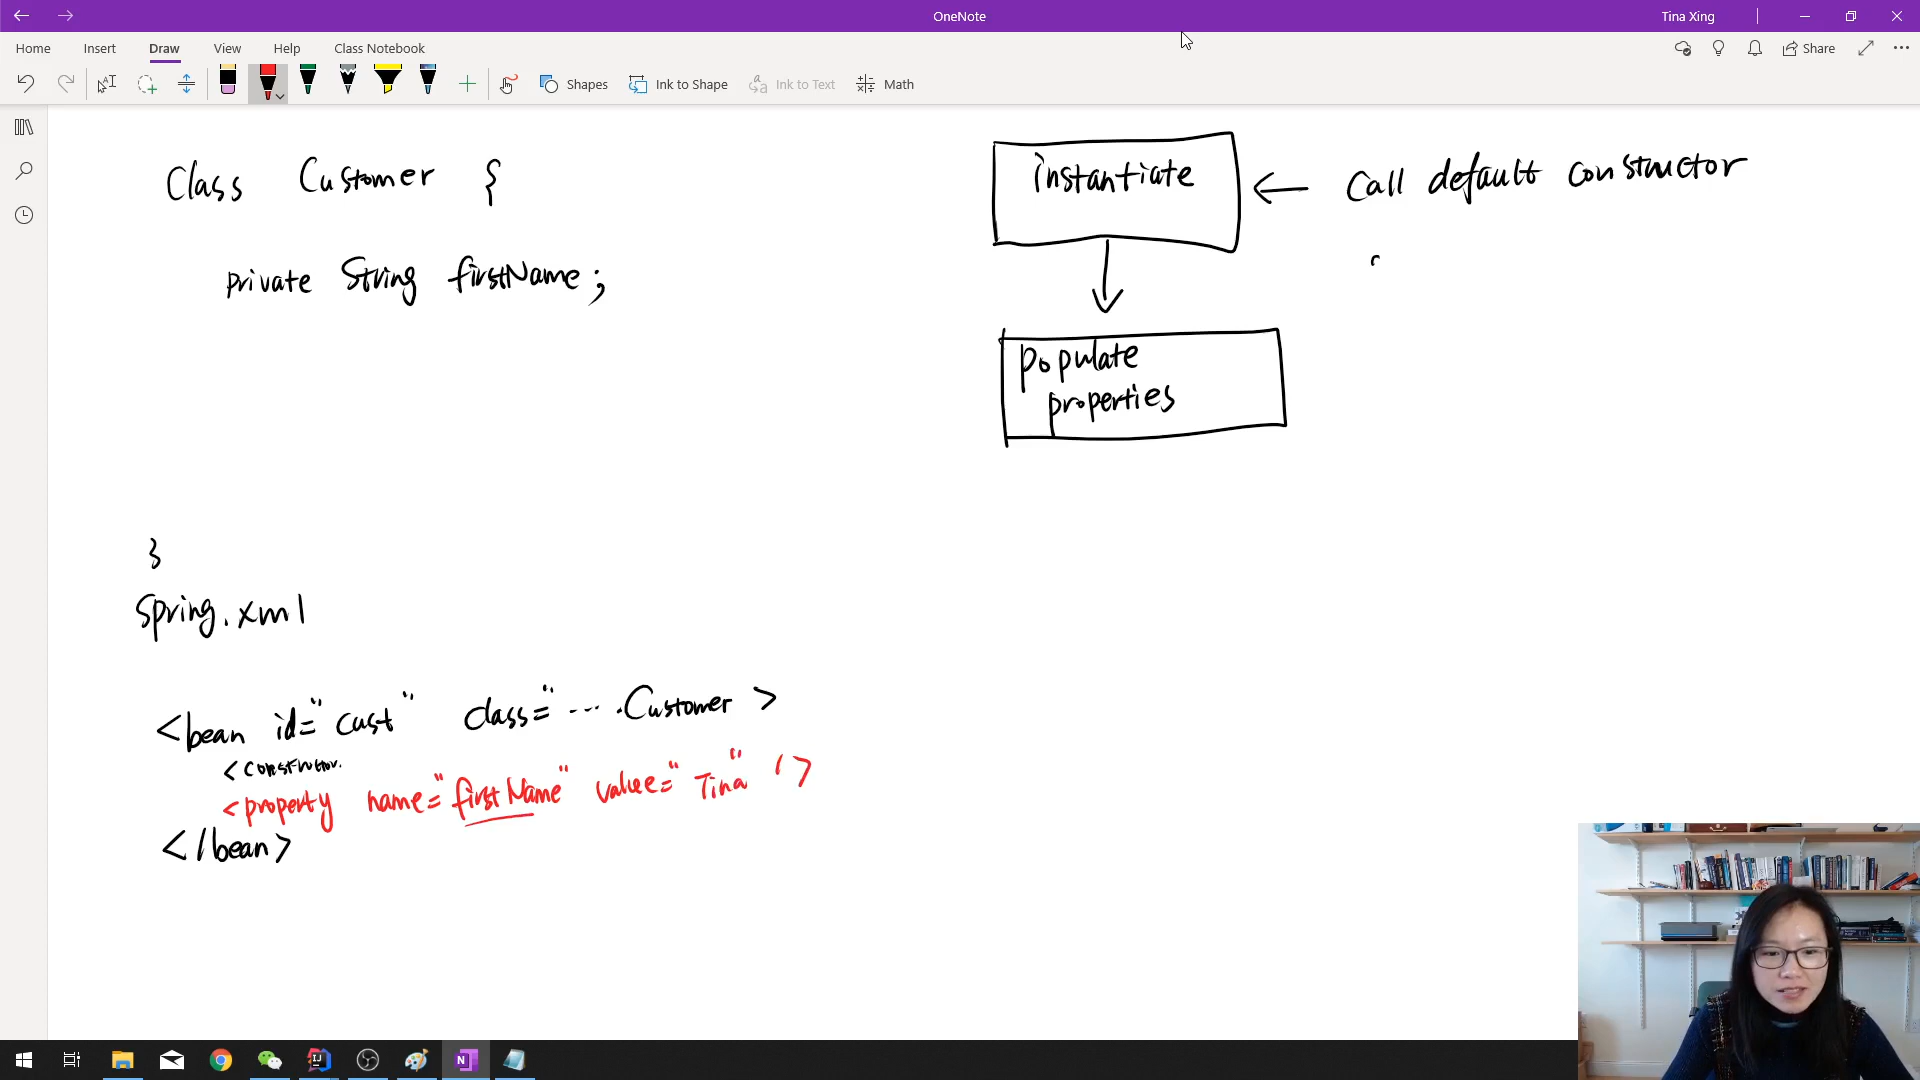 OneNote
Tina Xing
Home Insert Draw View Help Class Notebook
Share
Shapes
Ink to Shape
Ink to Text
Math
Class Customer {
private String firstName ;
}
Spring.xml
<bean id="cust" class="... .Customer >
<constructor.
<property name="firstName" value="Tina" />
</bean>
instantiate
← Call default constructor
populate
properties